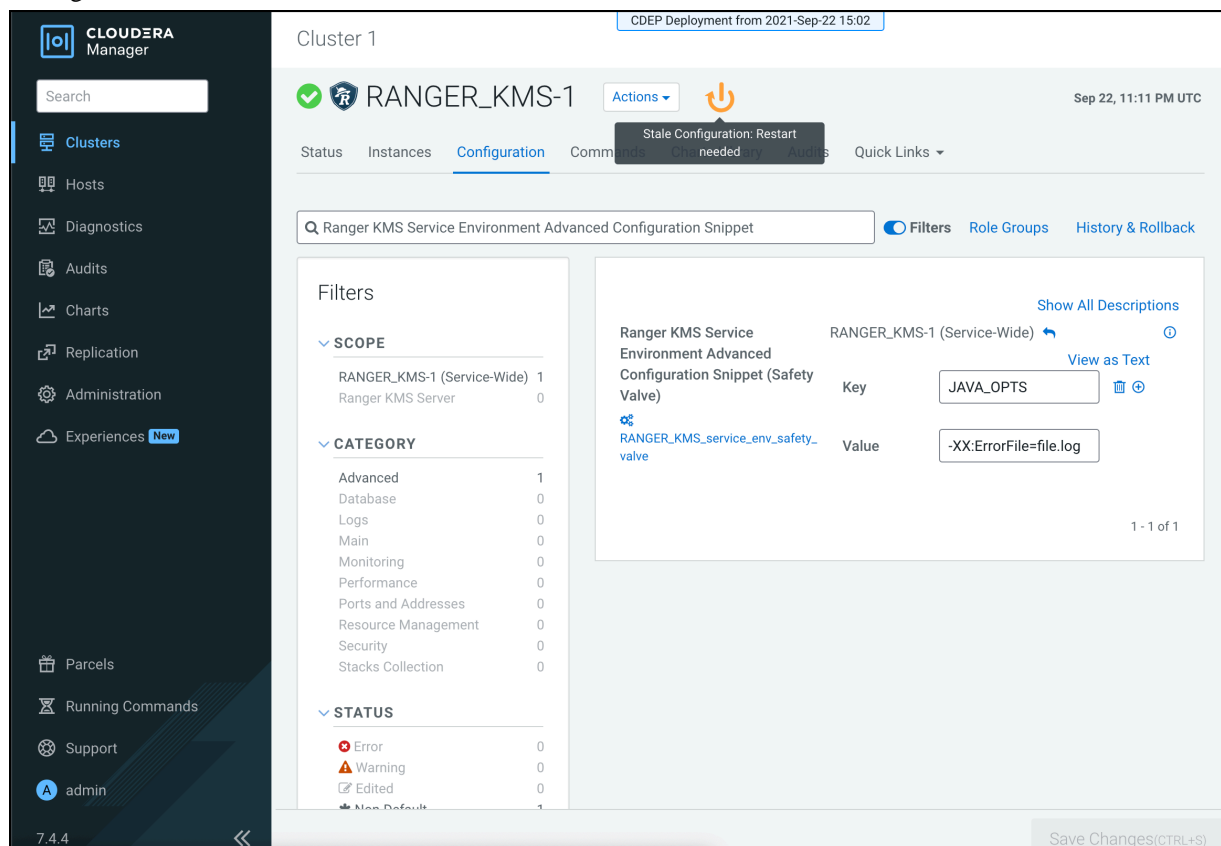 CLOUDERA
Manager
Search
Clusters
Hosts
Diagnostics
Audits
Charts
Replication
Administration
Experiences New
Parcels
Running Commands
Support
A admin
7.4.4
CDEP Deployment from 2021-Sep-22 15:02
Cluster 1
RANGER_KMS-1
Actions
Sep 22, 11:11 PM UTC
Stale Configuration: Restart
needed
Status Instances Configuration Commands Audits Quick Links
Ranger KMS Service Environment Advanced Configuration Snippet
Filters Role Groups History & Rollback
Filters
SCOPE
RANGER_KMS-1 (Service-Wide) 1
Ranger KMS Server 0
CATEGORY
Advanced 1
Database 0
Logs 0
Main 0
Monitoring 0
Performance 0
Ports and Addresses 0
Resource Management 0
Security 0
Stacks Collection 0
STATUS
Error 0
Warning 0
Edited 0
Non Default 1
Show All Descriptions
Ranger KMS Service
Environment Advanced
Configuration Snippet (Safety
Valve)
RANGER_KMS_service_env_safety_
valve
RANGER_KMS-1 (Service-Wide)
View as Text
Key JAVA_OPTS
Value -XX:ErrorFile=file.log
1 - 1 of 1
Save Changes(CTRL+S)